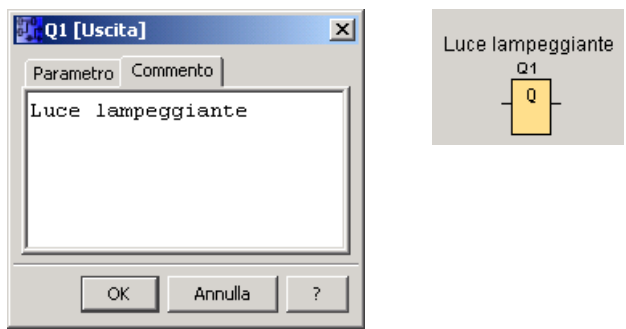 Q1 [Uscita]
Parametro Commento
Luce lampeggiante
OK Annulla ?
Luce lampeggiante
Q1
Q